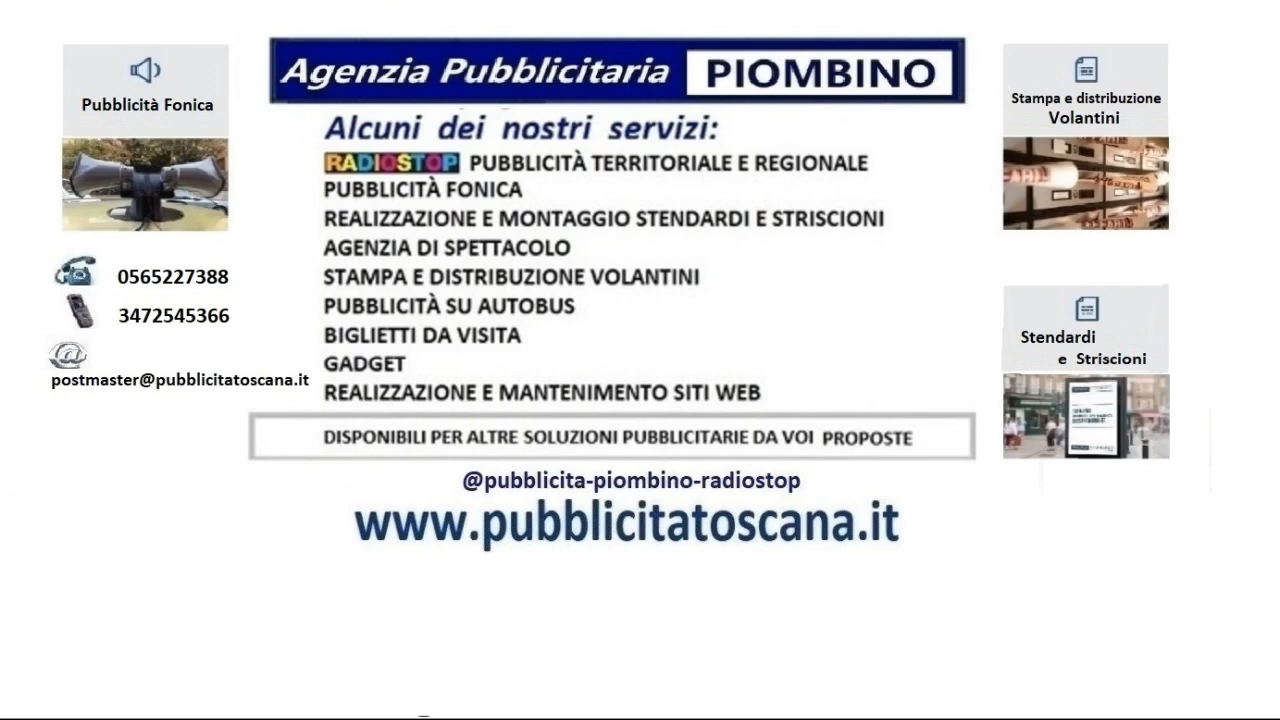 Agenzia Pubblicitaria PIOMBINO
Pubblicità Fonica
Alcuni dei nostri servizi:
RADIOSTOP PUBBLICITÀ TERRITORIALE E REGIONALE
PUBBLICITÀ FONICA
REALIZZAZIONE E MONTAGGIO STENDARDI E STRISCIONI
AGENZIA DI SPETTACOLO
STAMPA E DISTRIBUZIONE VOLANTINI
PUBBLICITÀ SU AUTOBUS
BIGLIETTI DA VISITA
GADGET
REALIZZAZIONE E MANTENIMENTO SITI WEB
DISPONIBILI PER ALTRE SOLUZIONI PUBBLICITARIE DA VOI PROPOSTE
@pubblicita-piombino-radiostop
www.pubblicitatoscana.it
0565227388
3472545366
postmaster@pubblicitatoscana.it
Stampa e distribuzione
Volantini
Stendardi
e Striscioni